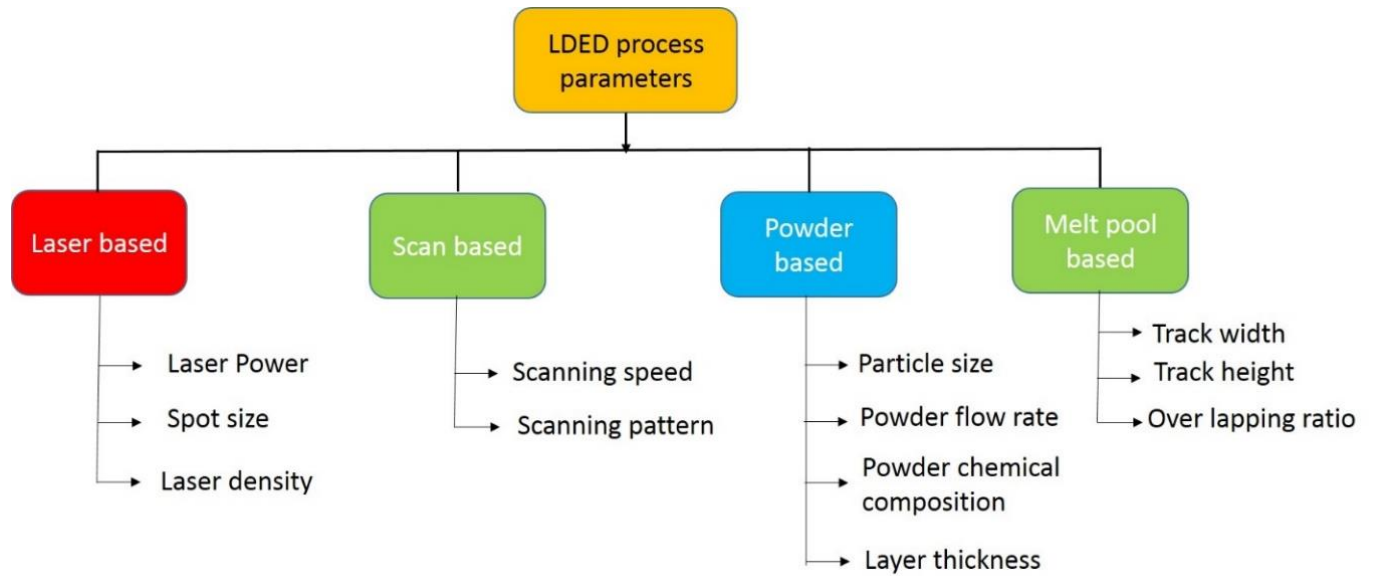 LDED process
parameters
Laser based
Scan based
Powder
based
Melt pool
based
Laser Power
Spot size
Laser density
Scanning speed
Scanning pattern
Particle size
Powder flow rate
Powder chemical
composition
Layer thickness
Track width
Track height
Over lapping ratio